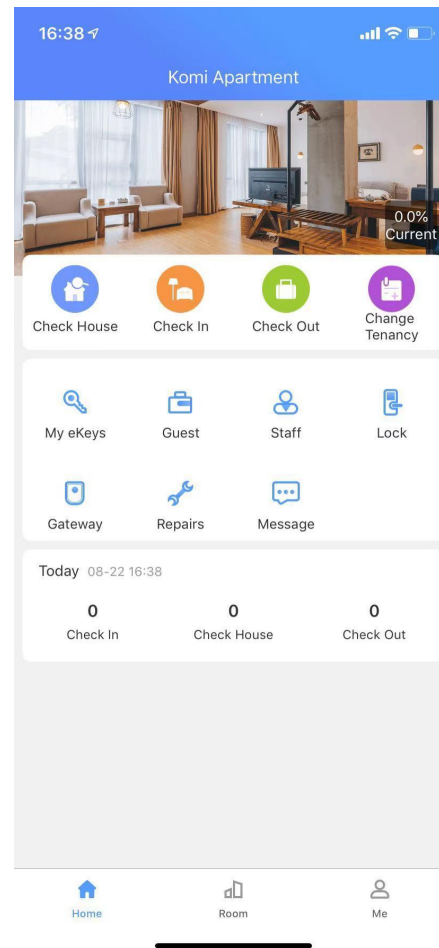 16:38
Komi Apartment
0.0%
Current
Check House
Check In
Check Out
Change
Tenancy
My eKeys
Guest
Staff
Lock
Gateway
Repairs
Message
Today 08-22 16:38
0 0 0
Check In Check House Check Out
Home Room Me